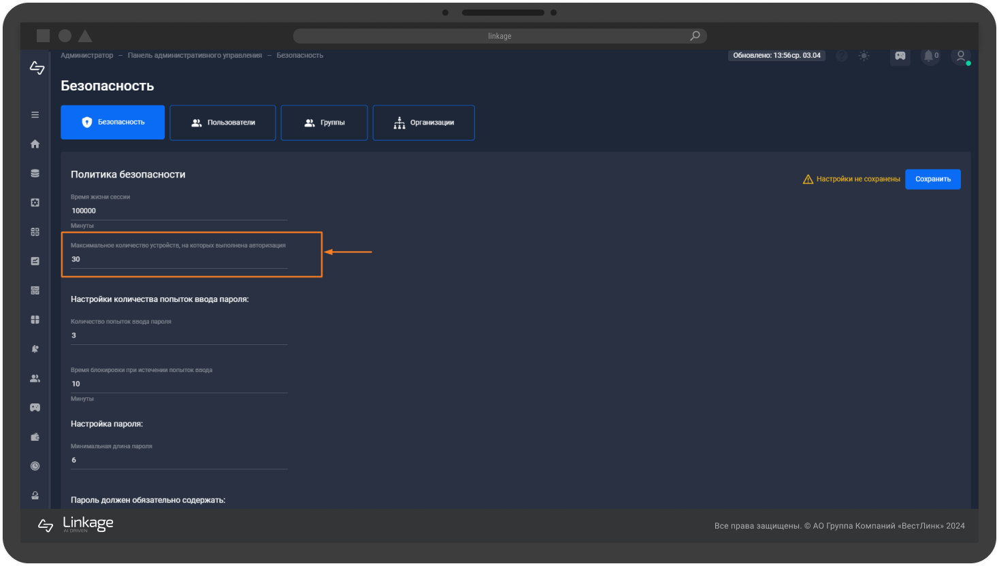 linkage
Администратор – Панель административного управления – Безопасность
Обновлено: 13:56ср. 03.04
0
Безопасность
Безопасность
Пользователи
Группы
Организации
Политика безопасности
Настройки не сохранены
Сохранить
Время жизни сессии
100000
Минуты
Максимальное количество устройств, на которых выполнена авторизация
30
Настройки количества попыток ввода пароля:
Количество попыток ввода пароля
3
Время блокировки при истечении попыток ввода
10
Минуты
Настройка пароля:
Минимальная длина пароля
6
Пароль должен обязательно содержать:
Linkage
AI DRIVEN
Все права защищены. © АО Группа Компаний «ВестЛинк» 2024